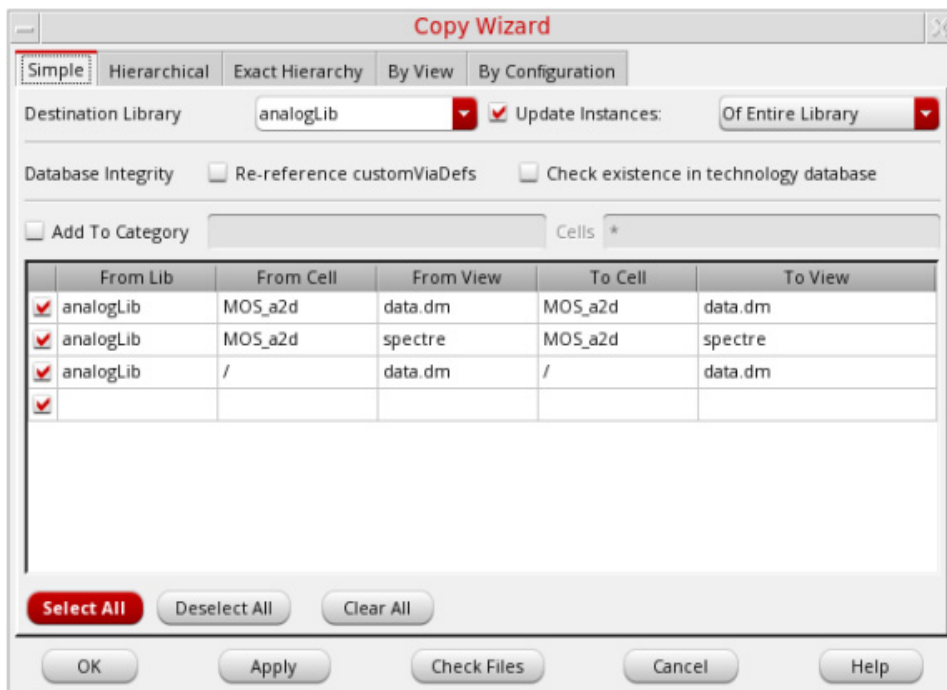 Copy Wizard
Simple Hierarchical Exact Hierarchy By View By Configuration
Destination Library analogLib Update Instances: Of Entire Library
Database Integrity Re-reference customViaDefs Check existence in technology database
Add To Category Cells *
From Lib From Cell From View To Cell To View
analogLib MOS_a2d data.dm MOS_a2d data.dm
analogLib MOS_a2d spectre MOS_a2d spectre
analogLib / data.dm / data.dm
Select All Deselect All Clear All
OK Apply Check Files Cancel Help